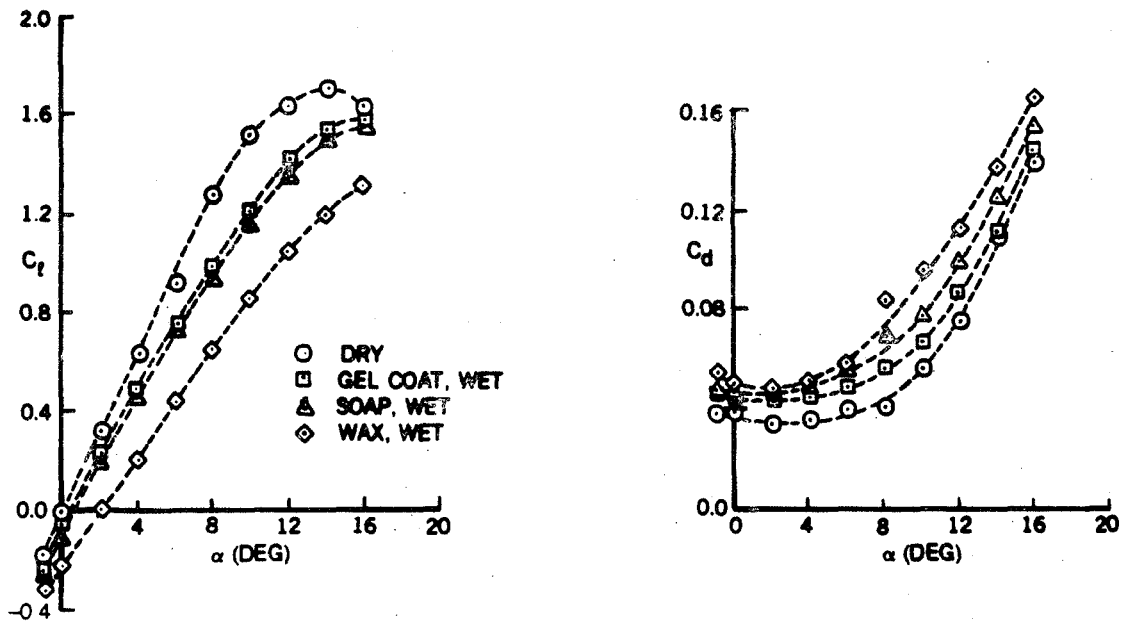 2.0
1.6
1.2
Cℓ
0.8
0.4
0.0
-0 4
4
8
12
16
20
α (DEG)
DRY
GEL COAT, WET
SOAP, WET
WAX, WET
0.16
0.12
Cd
0.08
0.0
0
4
8
12
16
20
α (DEG)